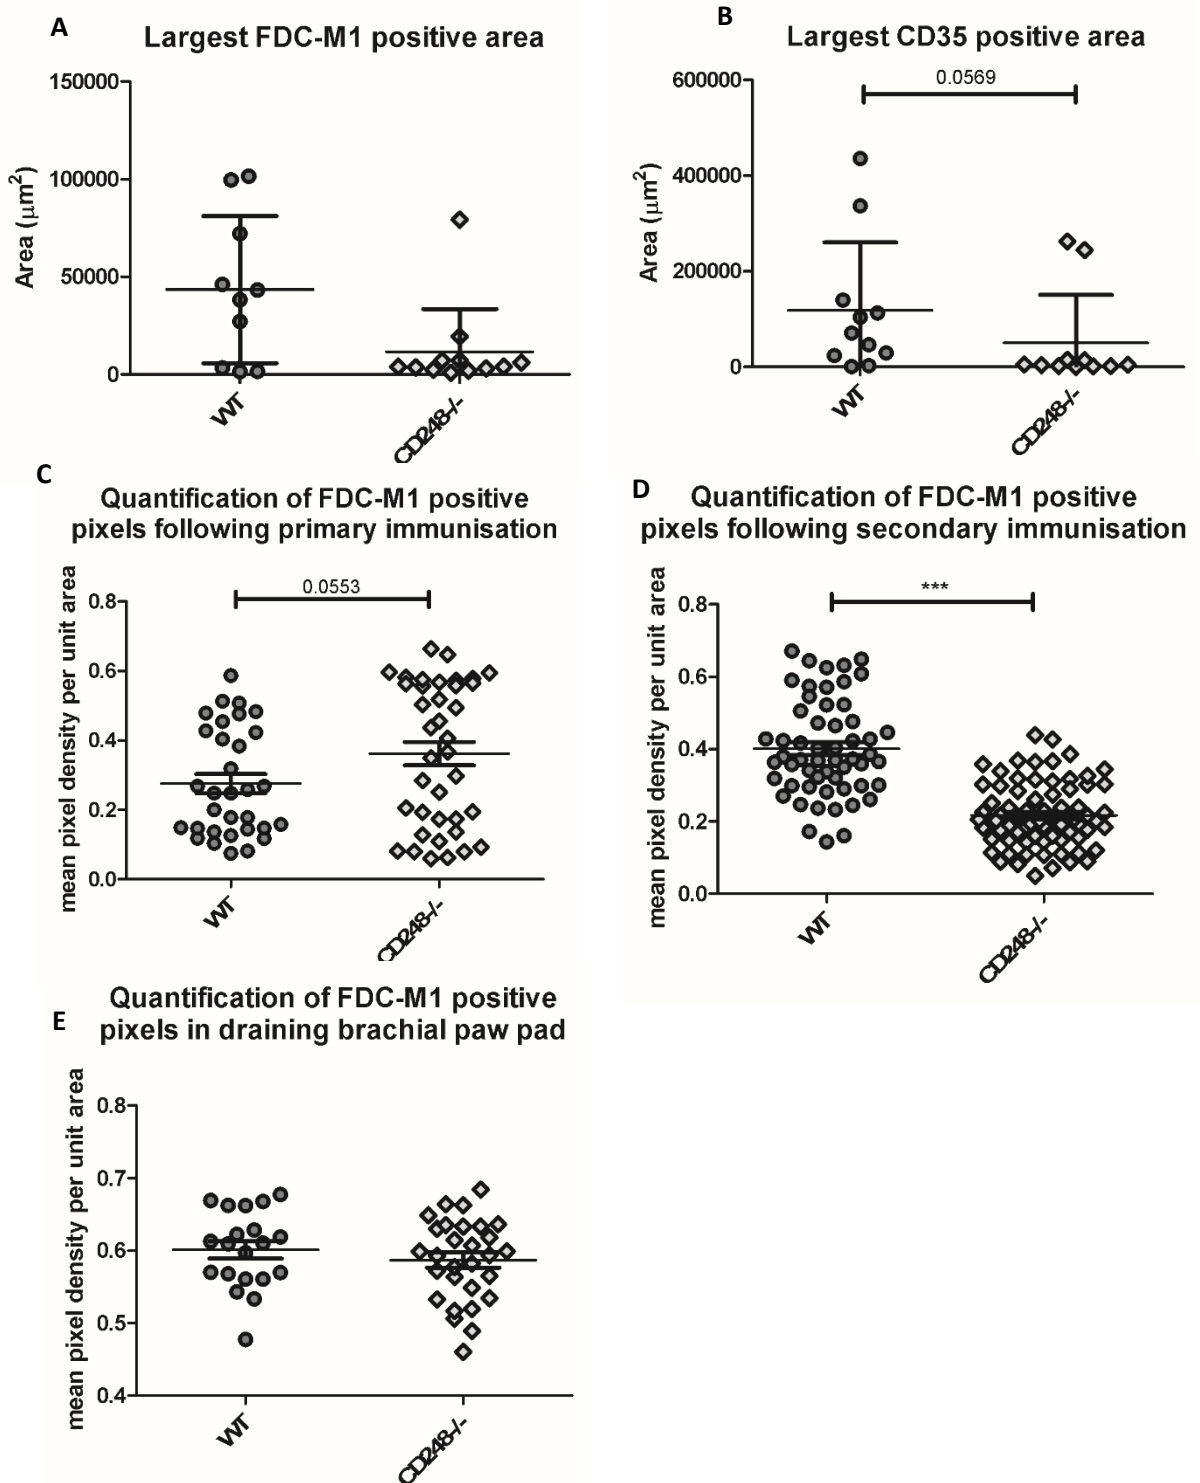 A
Largest FDC-M1 positive area
150000
100000
50000
0
Area (μm²)
WT
CD248-/-
B
Largest CD35 positive area
0.0569
600000
400000
200000
0
Area (μm²)
WT
CD248-/-
C
Quantification of FDC-M1 positive
pixels following primary immunisation
0.0553
0.8
0.6
0.4
0.2
0.0
mean pixel density per unit area
WT
CD248-/-
D
Quantification of FDC-M1 positive
pixels following secondary immunisation
***
0.8
0.6
0.4
0.2
0.0
mean pixel density per unit area
WT
CD248-/-
E
Quantification of FDC-M1 positive
pixels in draining brachial paw pad
0.8
0.7
0.6
0.5
0.4
mean pixel density per unit area
WT
CD248-/-